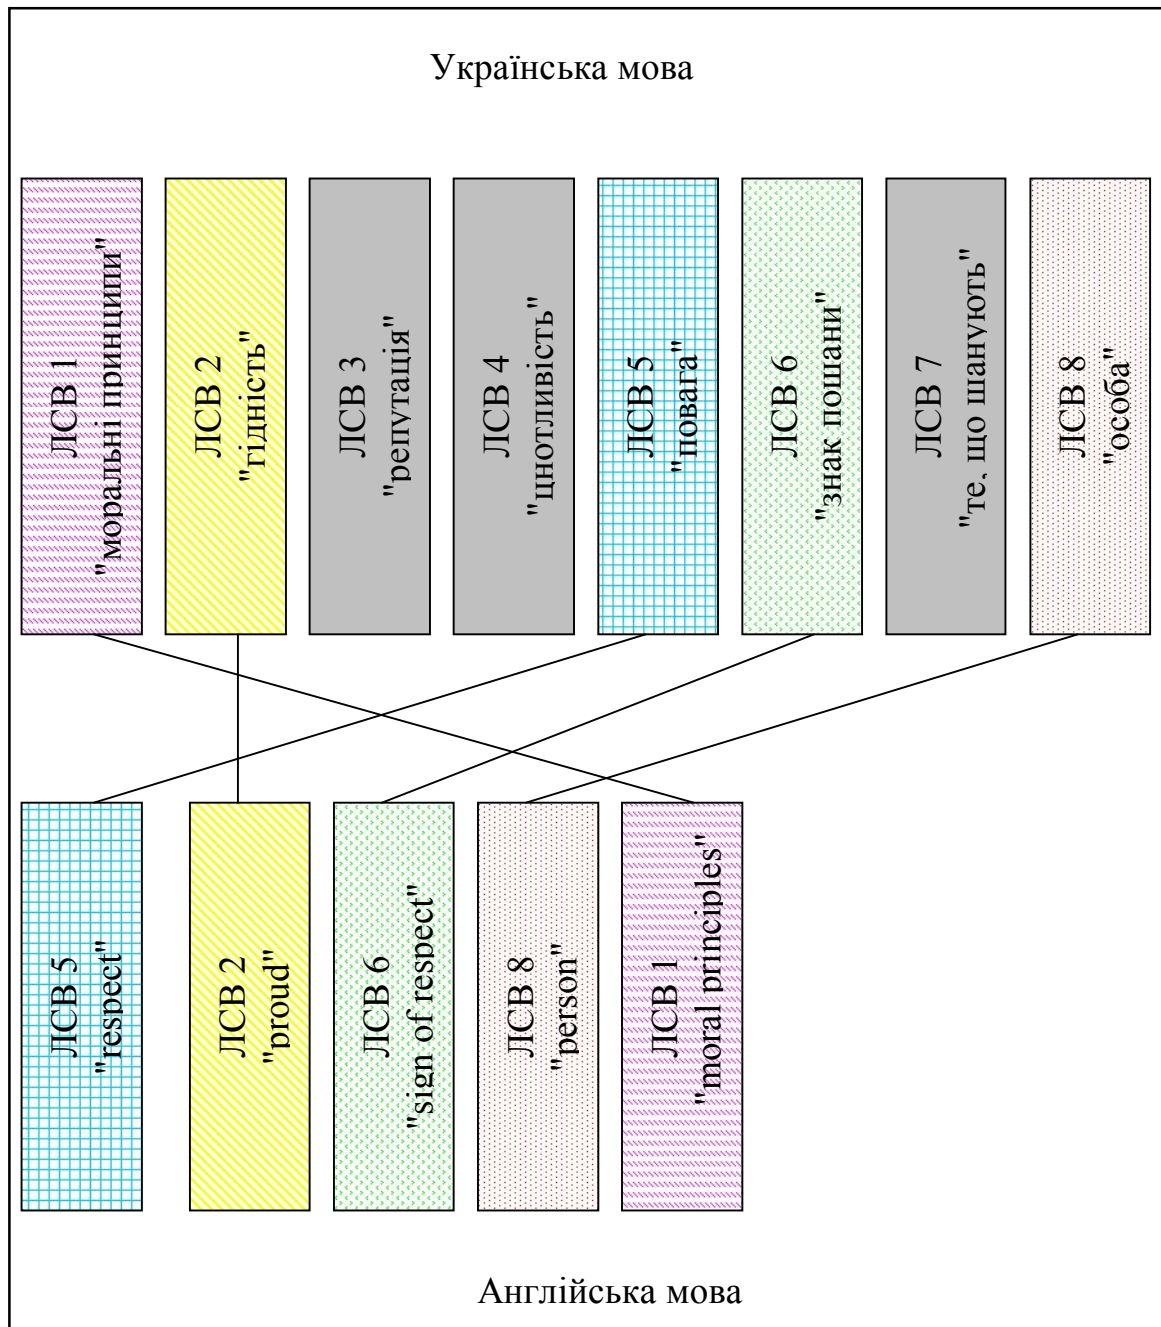 Українська мова
ЛСВ 1
"моральні принципи"
ЛСВ 2
"гідність"
ЛСВ 3
"репутація"
ЛСВ 4
"цнотливість"
ЛСВ 5
"повага"
ЛСВ 6
"знак пошани"
ЛСВ 7
"те, що шанують"
ЛСВ 8
"особа"
ЛСВ 5
"respect"
ЛСВ 2
"proud"
ЛСВ 6
"sign of respect"
ЛСВ 8
"person"
ЛСВ 1
"moral principles"
Англійська мова